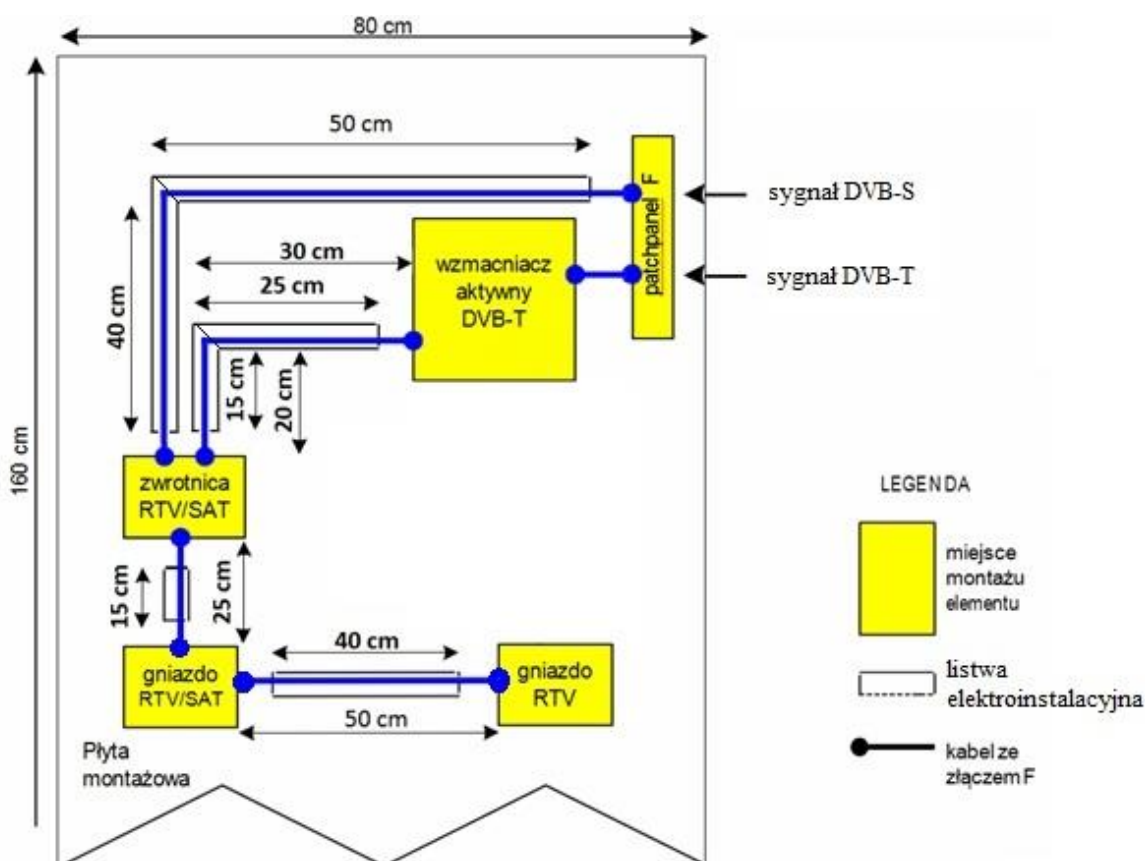 80 cm
50 cm
patchpanel F
sygnał DVB-S
sygnał DVB-T
wzmacniacz
aktywny
DVB-T
30 cm
25 cm
40 cm
15 cm
20 cm
160 cm
zwrotnica
RTV/SAT
15 cm
25 cm
gniazdo
RTV/SAT
40 cm
50 cm
gniazdo
RTV
Płyta
montażowa
LEGENDA
miejsce
montażu
elementu
listwa
elektroinstalacyjna
kabel ze
złączem F